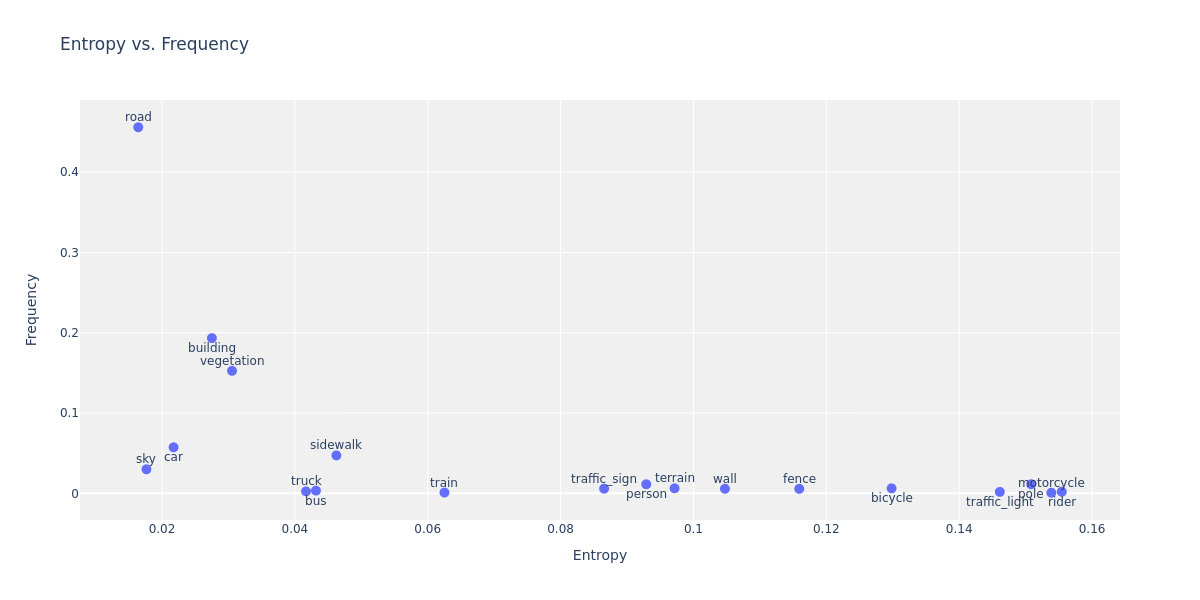 Entropy vs. Frequency
road
0.4
0.3
Frequency
0.2
building
vegetation
0.1
sidewalk
sky
car
truck
bus
train
traffic_sign
person
terrain
wall
fence
bicycle
motorcycle
pole
traffic_light
rider
0
0.02
0.04
0.06
0.08
0.1
0.12
0.14
0.16
Entropy